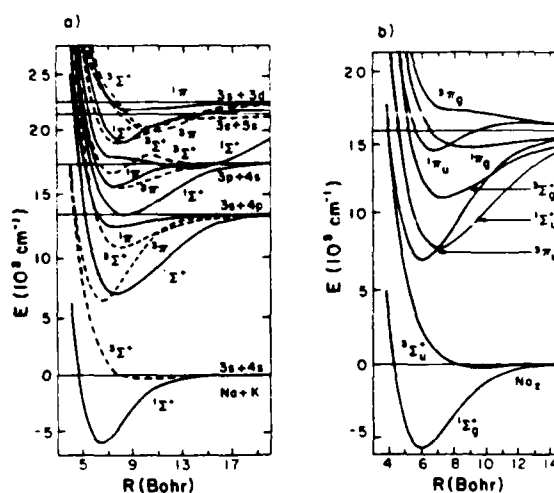 a)
b)
E (10³ cm⁻¹)
25
20
15
10
5
0
-5
5
9
13
17
R (Bohr)
³Σ⁺
¹π
3s+3d
3s+5s
¹Σ⁺
¹π
³Σ⁺
³π
³Σ⁺
¹Σ⁺
3p+4s
³π
¹Σ⁺
3s+4p
¹π
³Σ⁺
³π
¹Σ⁺
³Σ⁺
3s+4s
Na+K
¹Σ⁺
E (10³ cm⁻¹)
20
15
10
5
0
-5
4
6
8
10
12
14
R (Bohr)
³πg
¹πu
¹πg
³Σg⁺
¹Σu⁺
³Σu⁺
Na₂
¹Σg⁺